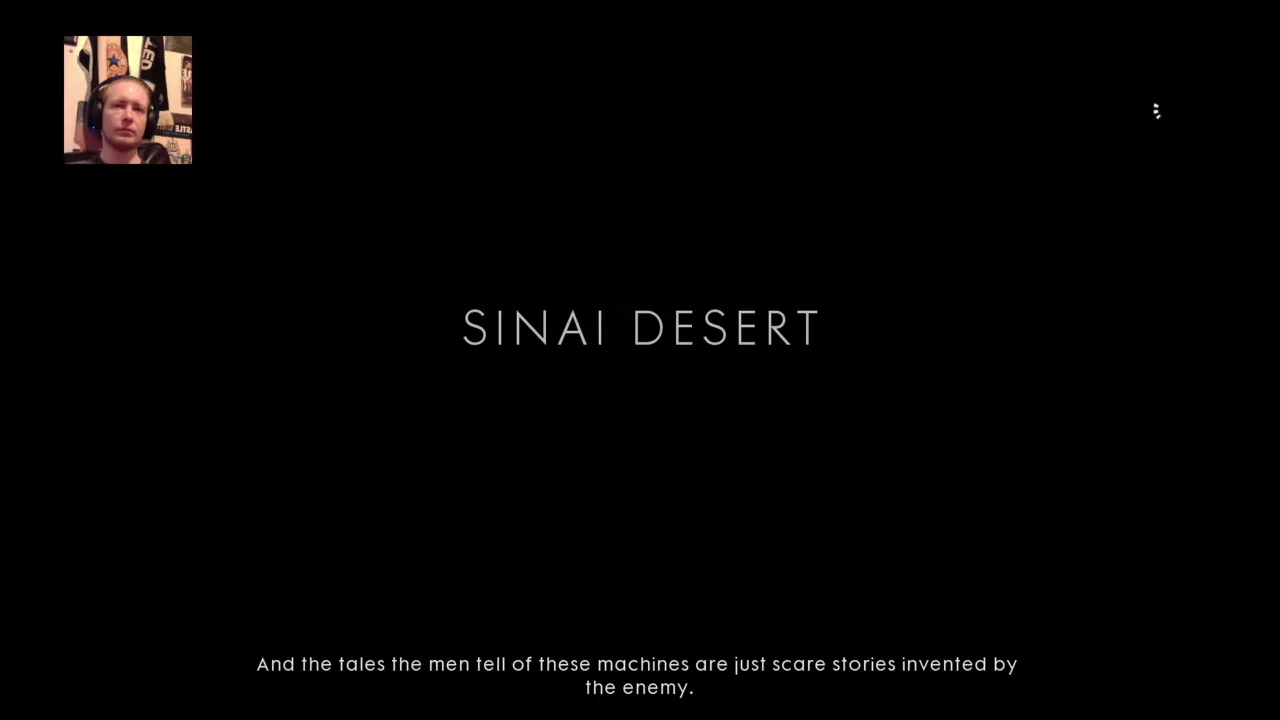 SINAI DESERT
And the tales the men tell of these machines are just scare stories invented by
the enemy.